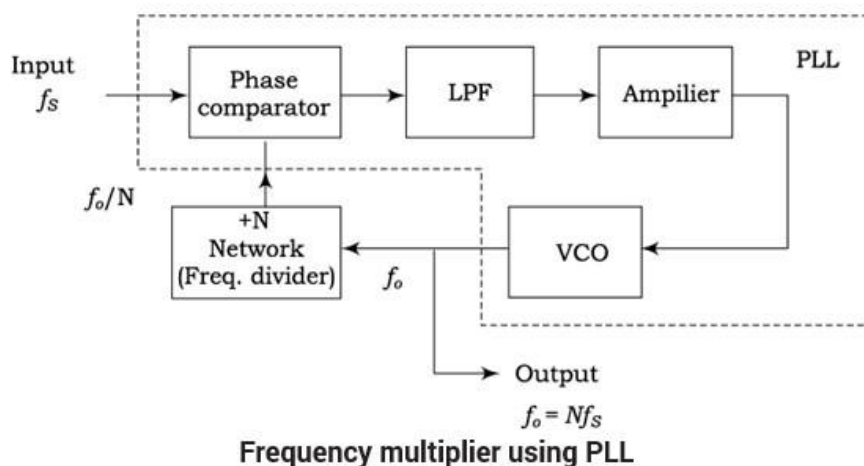 Input
fS
Phase
comparator
LPF
Ampilier
PLL
fo/N
+N
Network
(Freq. divider)
fo
VCO
Output
fo = NfS
Frequency multiplier using PLL